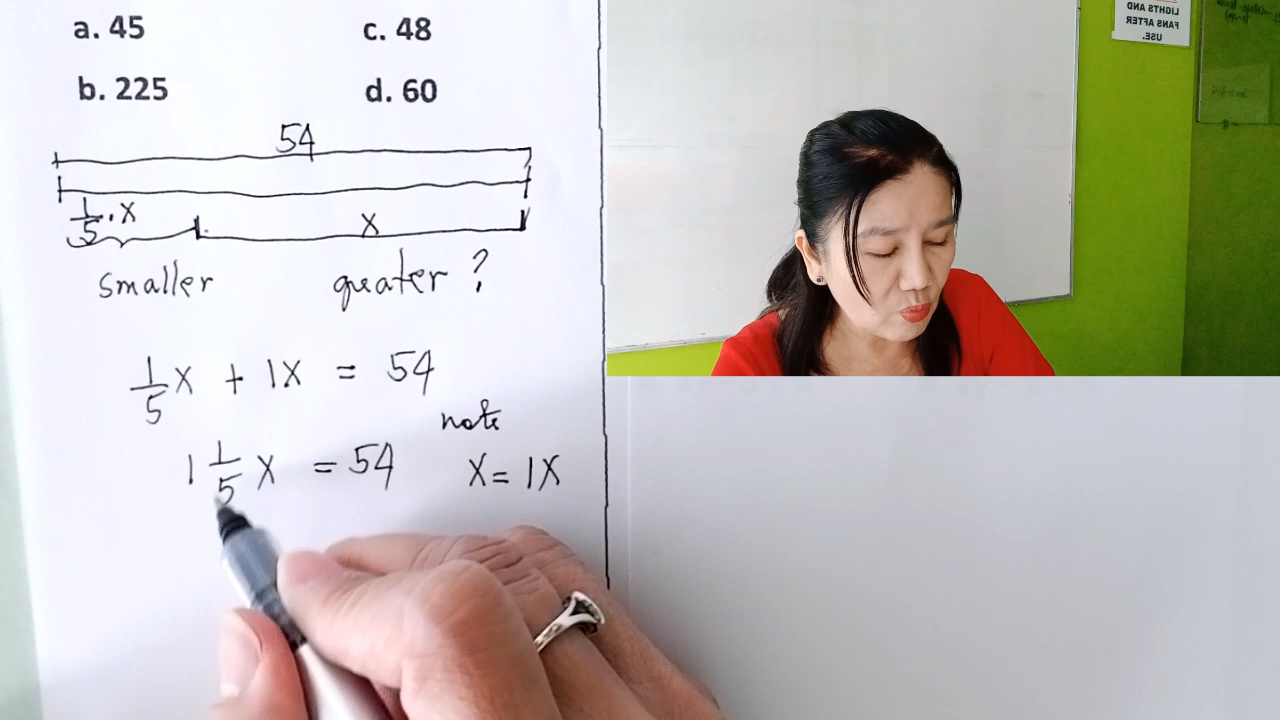 a. 45 c. 48
b. 225 d. 60
54
1/5 · x x
smaller greater ?
1/5 x + 1x = 54
note
1 1/5 x = 54 x = 1x
LIGHTS AND
FANS AFTER
USE.